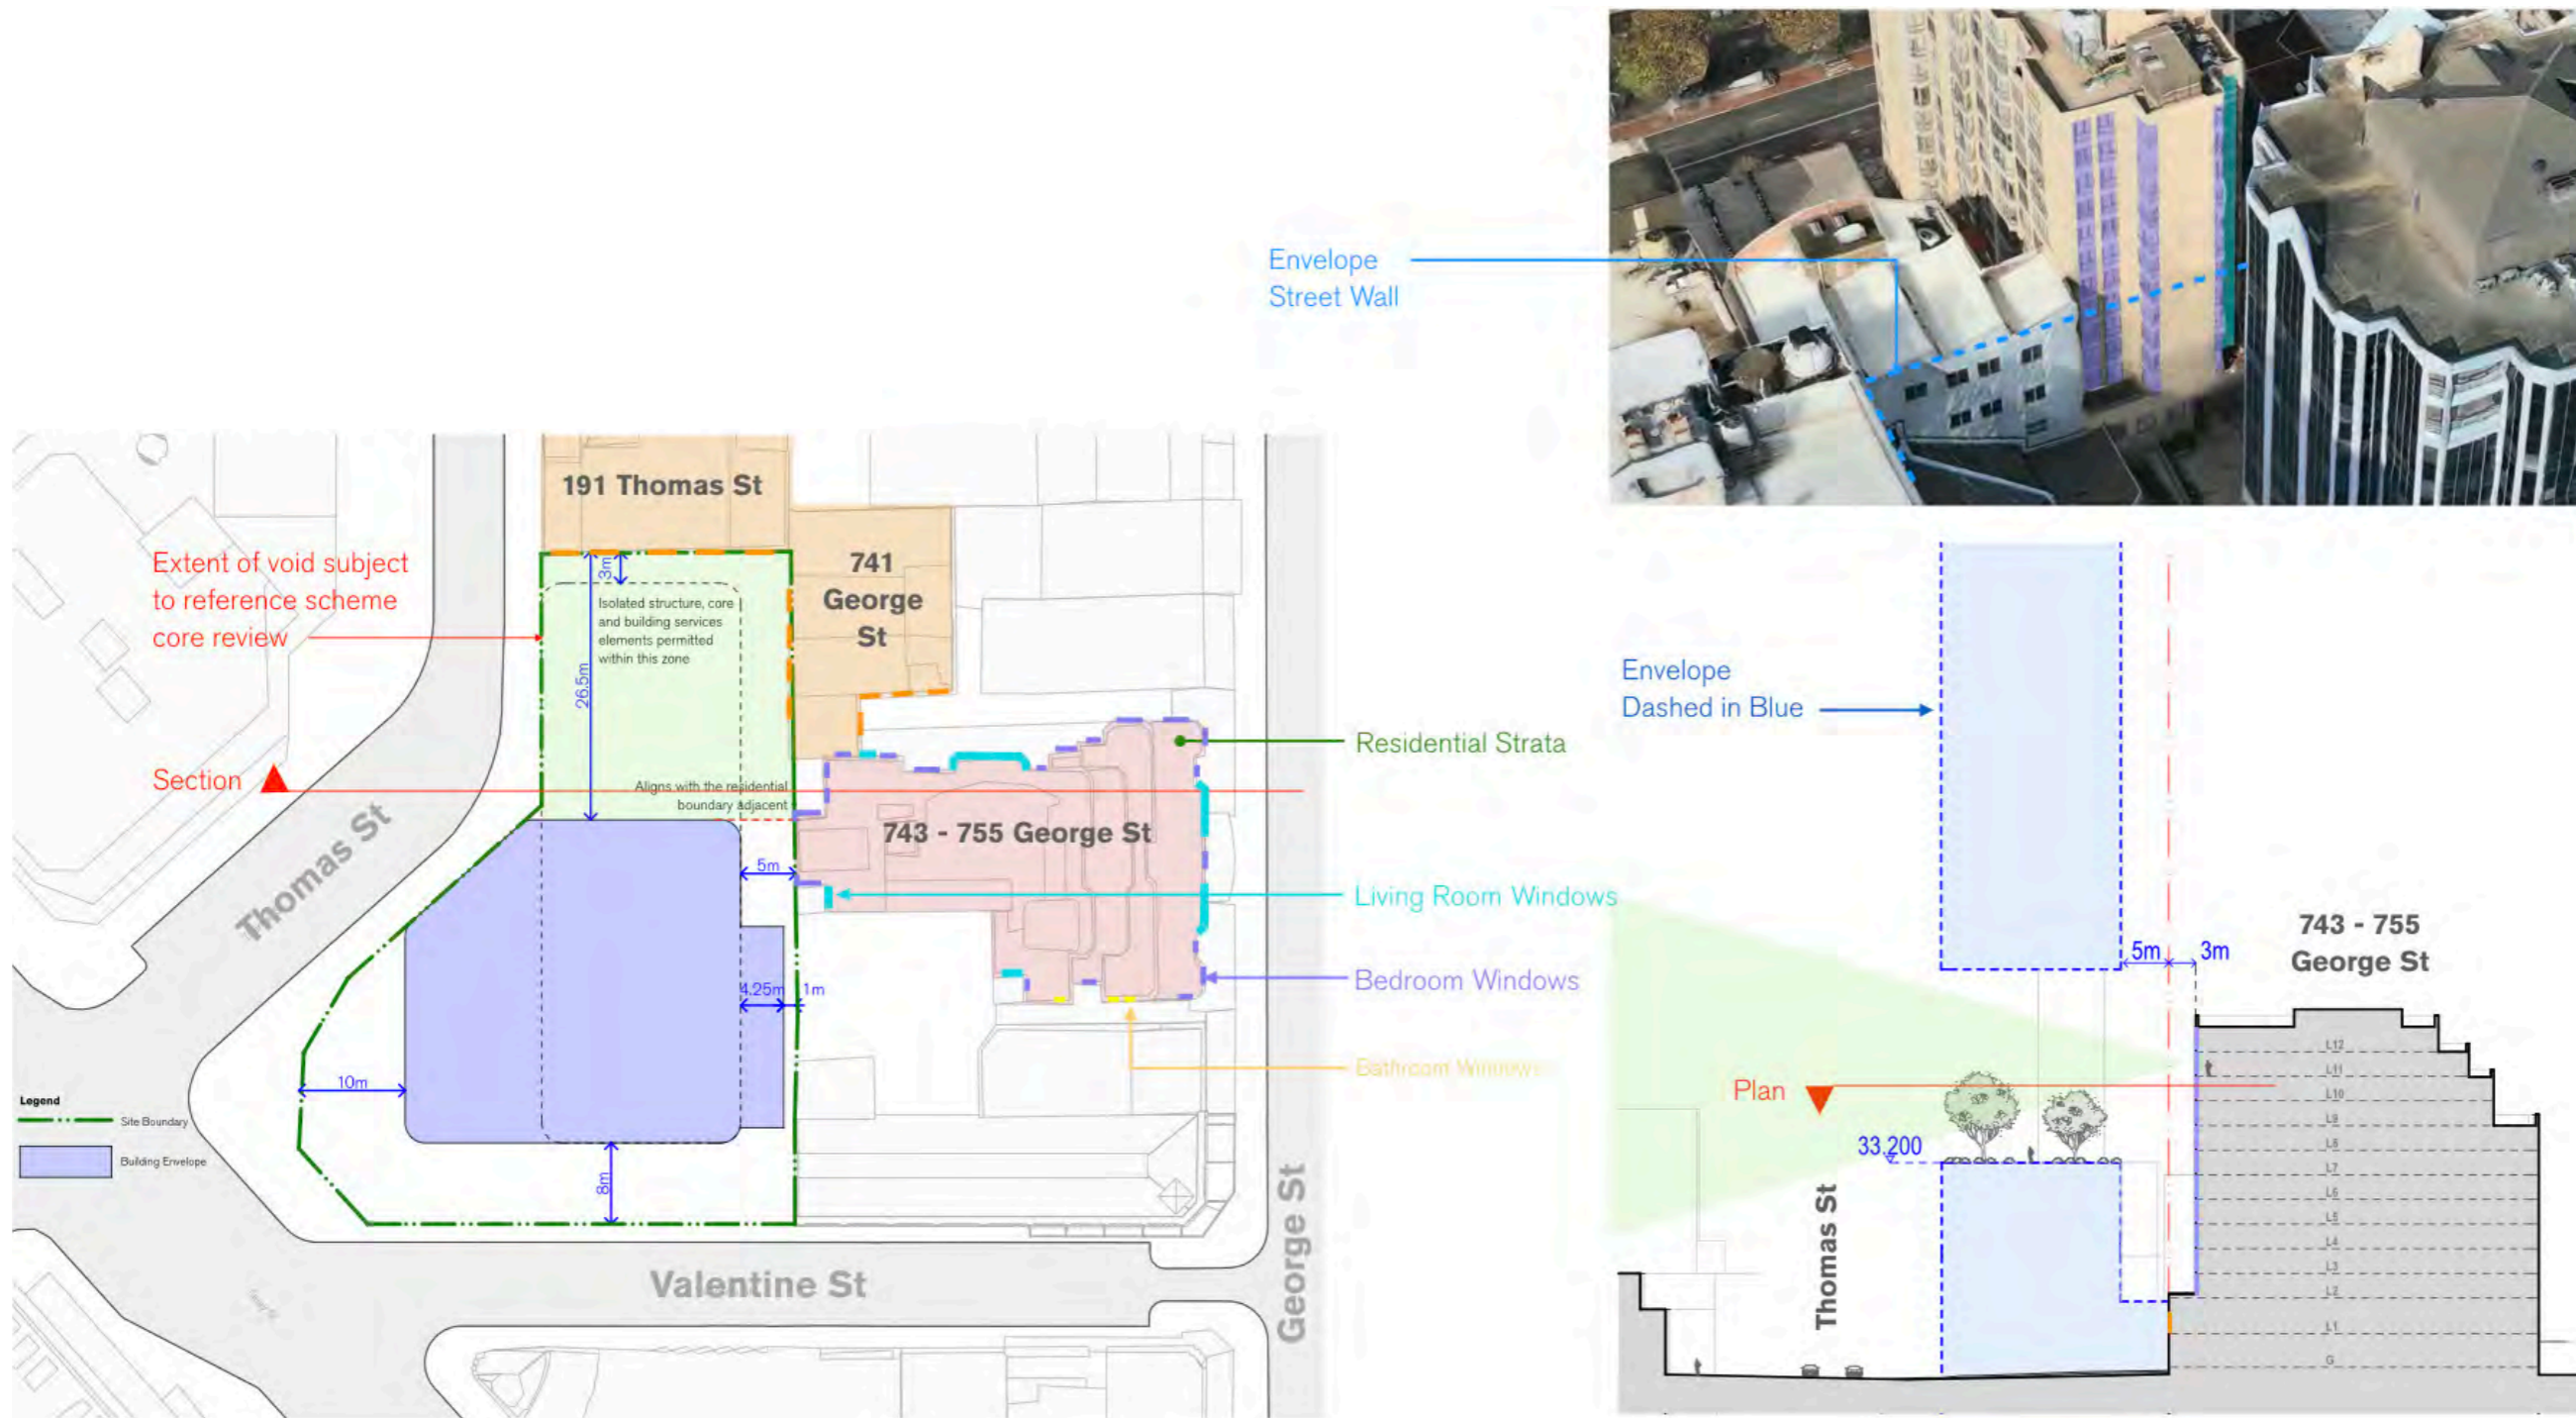 Envelope
Street Wall
191 Thomas St
741
George
St
Extent of void subject
to reference scheme
core review
3m
Isolated structure, core
and building services
elements permitted
within this zone
26.5m
Section
Aligns with the residential
boundary adjacent
743 - 755 George St
5m
4.25m
1m
10m
8m
Thomas St
Valentine St
George St
Legend
Site Boundary
Building Envelope
Residential Strata
Living Room Windows
Bedroom Windows
Bathroom Windows
Envelope
Dashed in Blue
5m
3m
743 - 755
George St
Plan
33.200
Thomas St
L12
L11
L10
L9
L8
L7
L6
L5
L4
L3
L2
L1
G